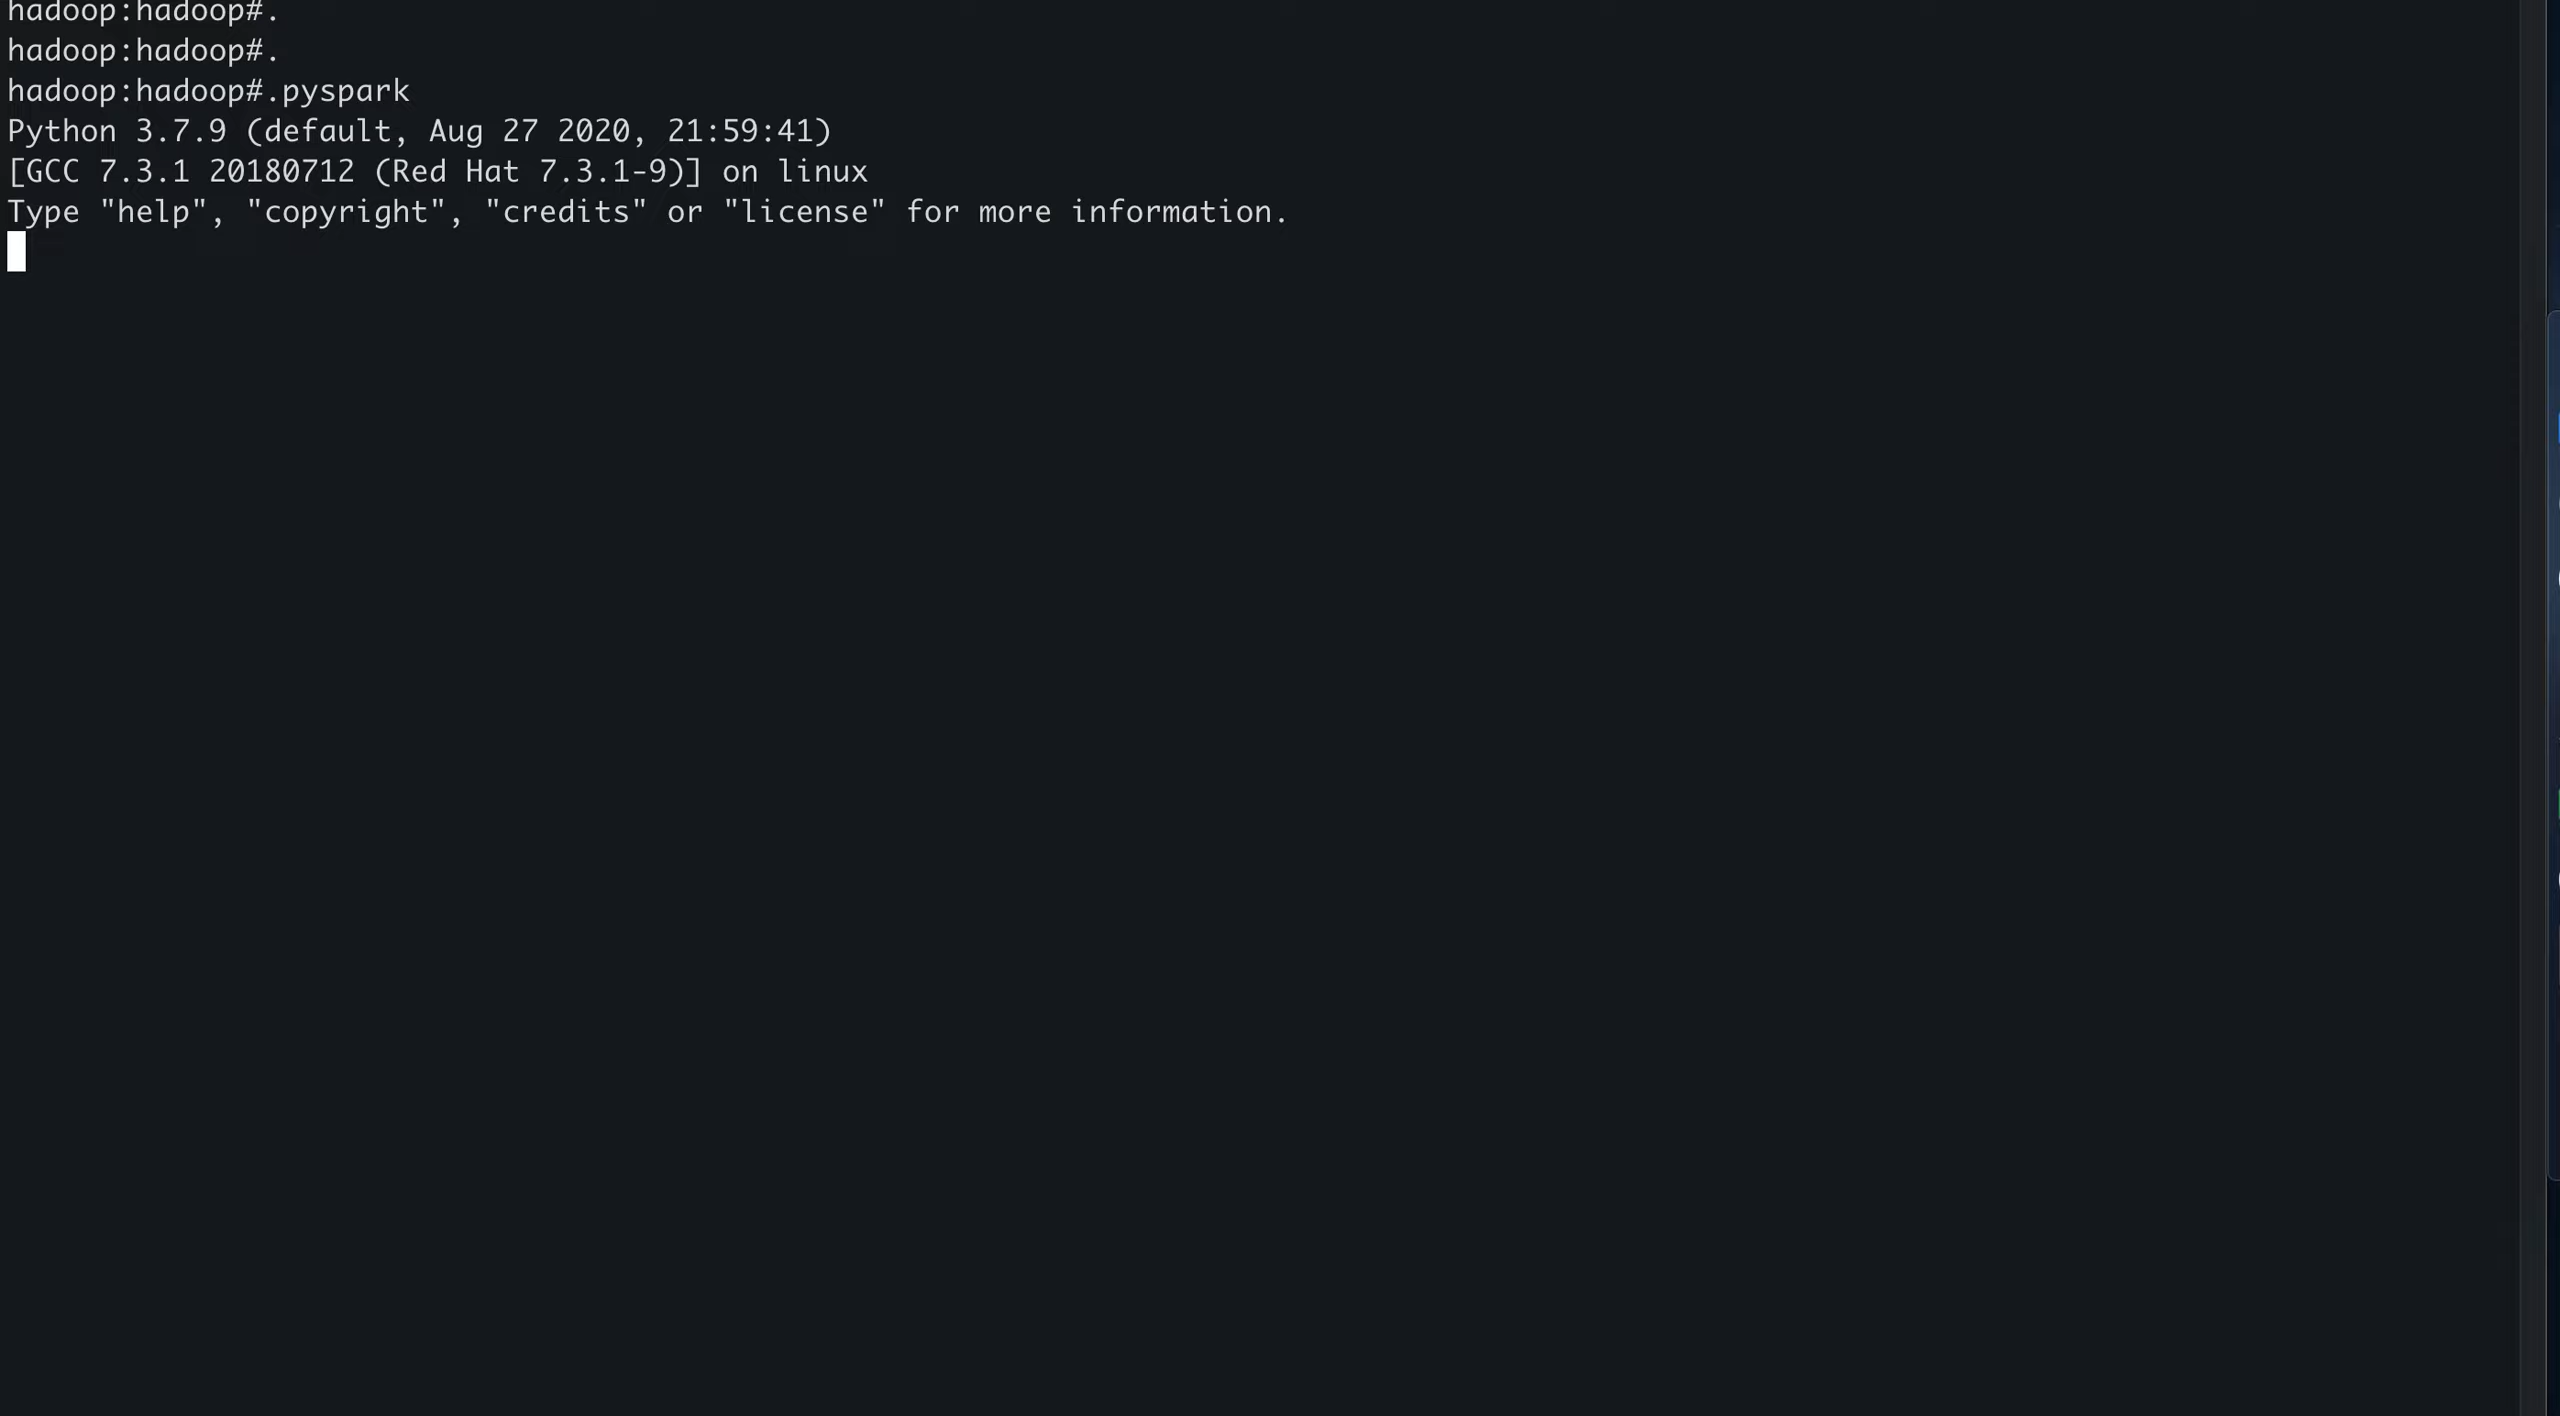 hadoop:hadoop#.
hadoop:hadoop#.
hadoop:hadoop#.pyspark
Python 3.7.9 (default, Aug 27 2020, 21:59:41)
[GCC 7.3.1 20180712 (Red Hat 7.3.1-9)] on linux
Type "help", "copyright", "credits" or "license" for more information.